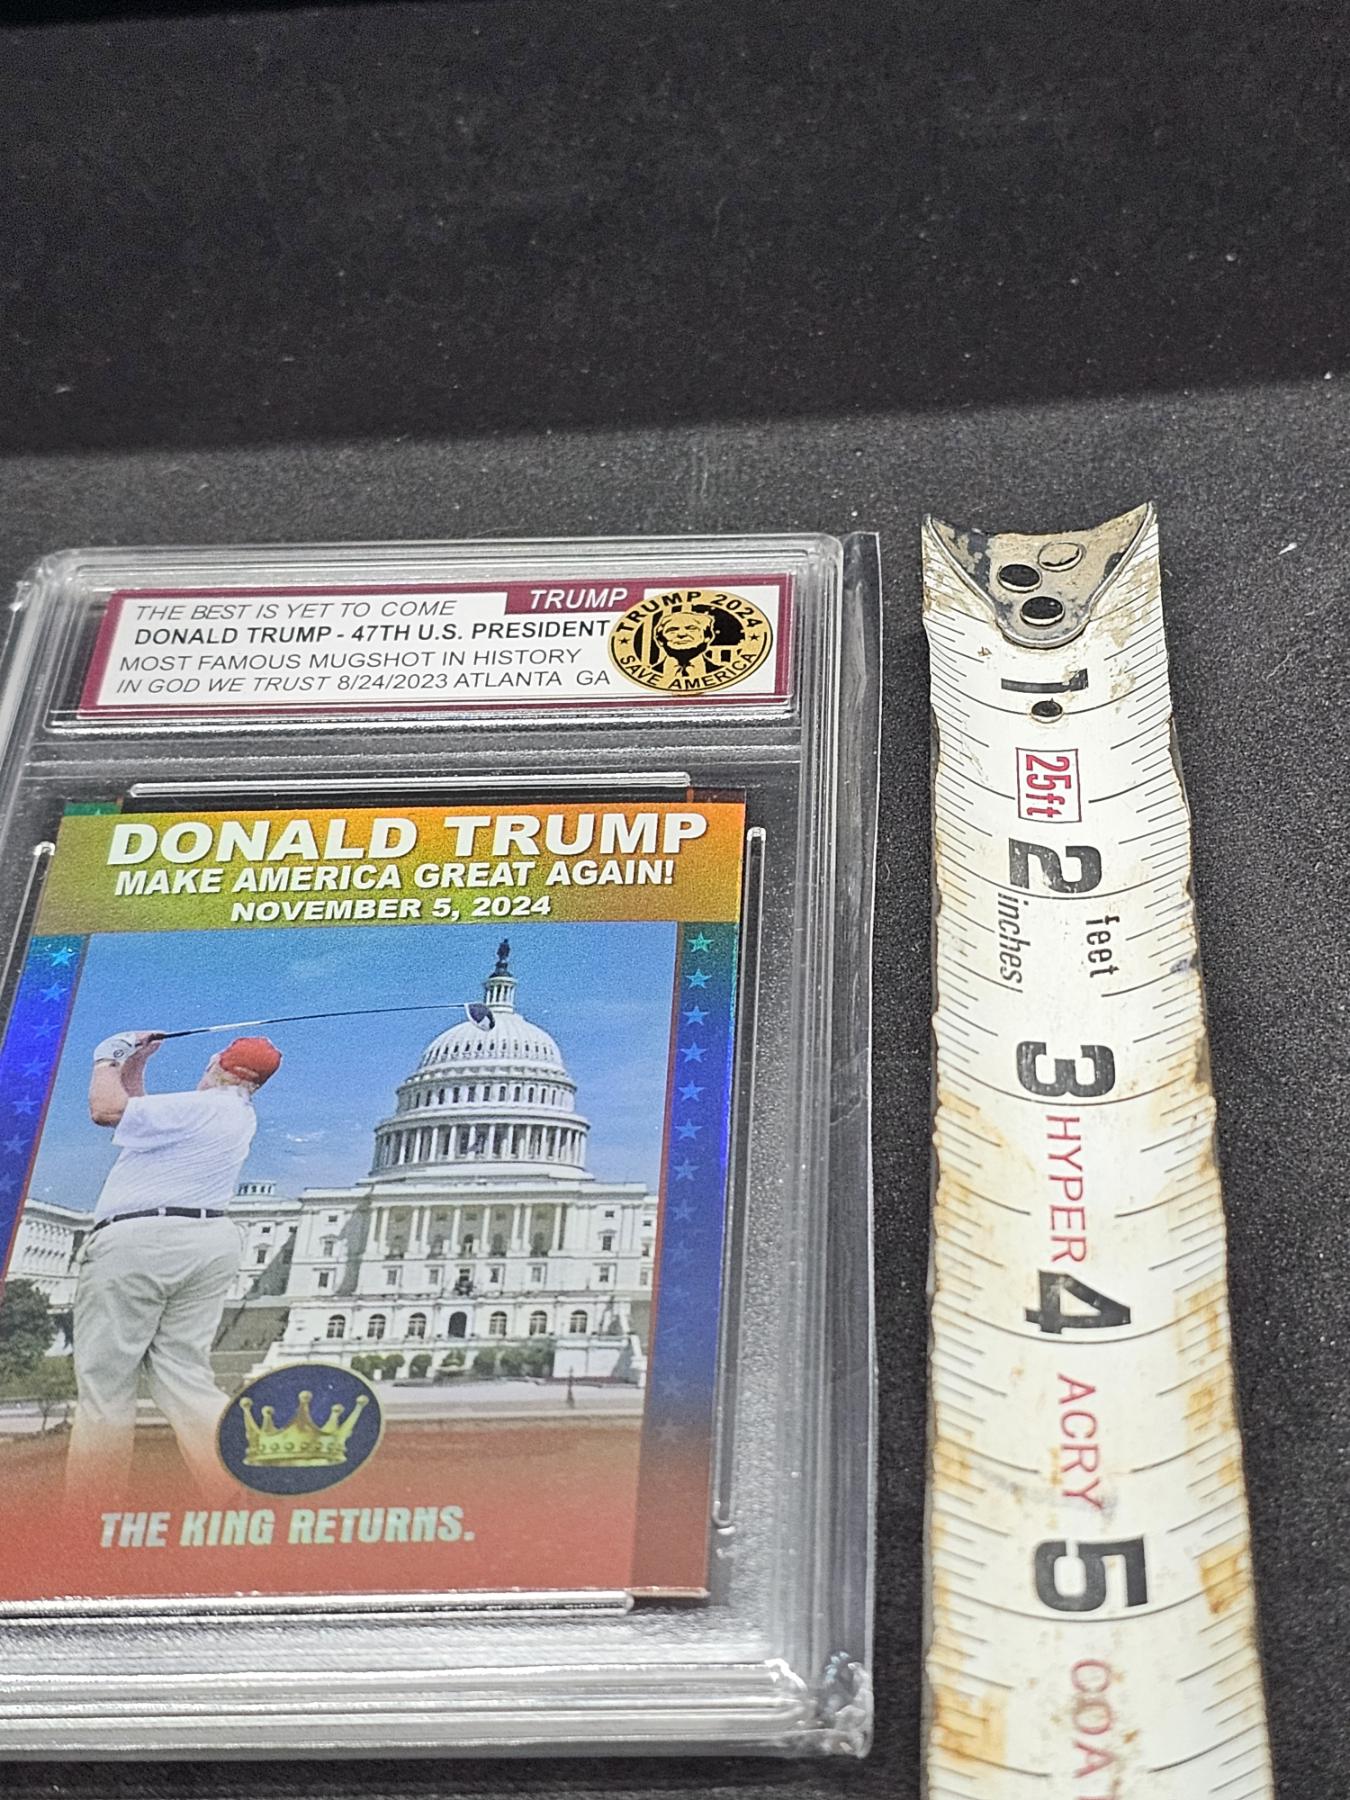 THE BEST IS YET TO COME
TRUMP
DONALD TRUMP - 47TH U.S. PRESIDENT
MOST FAMOUS MUGSHOT IN HISTORY
IN GOD WE TRUST 8/24/2023 ATLANTA GA
TRUMP 2024
SAVE AMERICA
DONALD TRUMP
MAKE AMERICA GREAT AGAIN!
NOVEMBER 5, 2024
THE KING RETURNS.
1
25ft
2
feet
inches
3
HYPER
4
ACRY
5
COAT